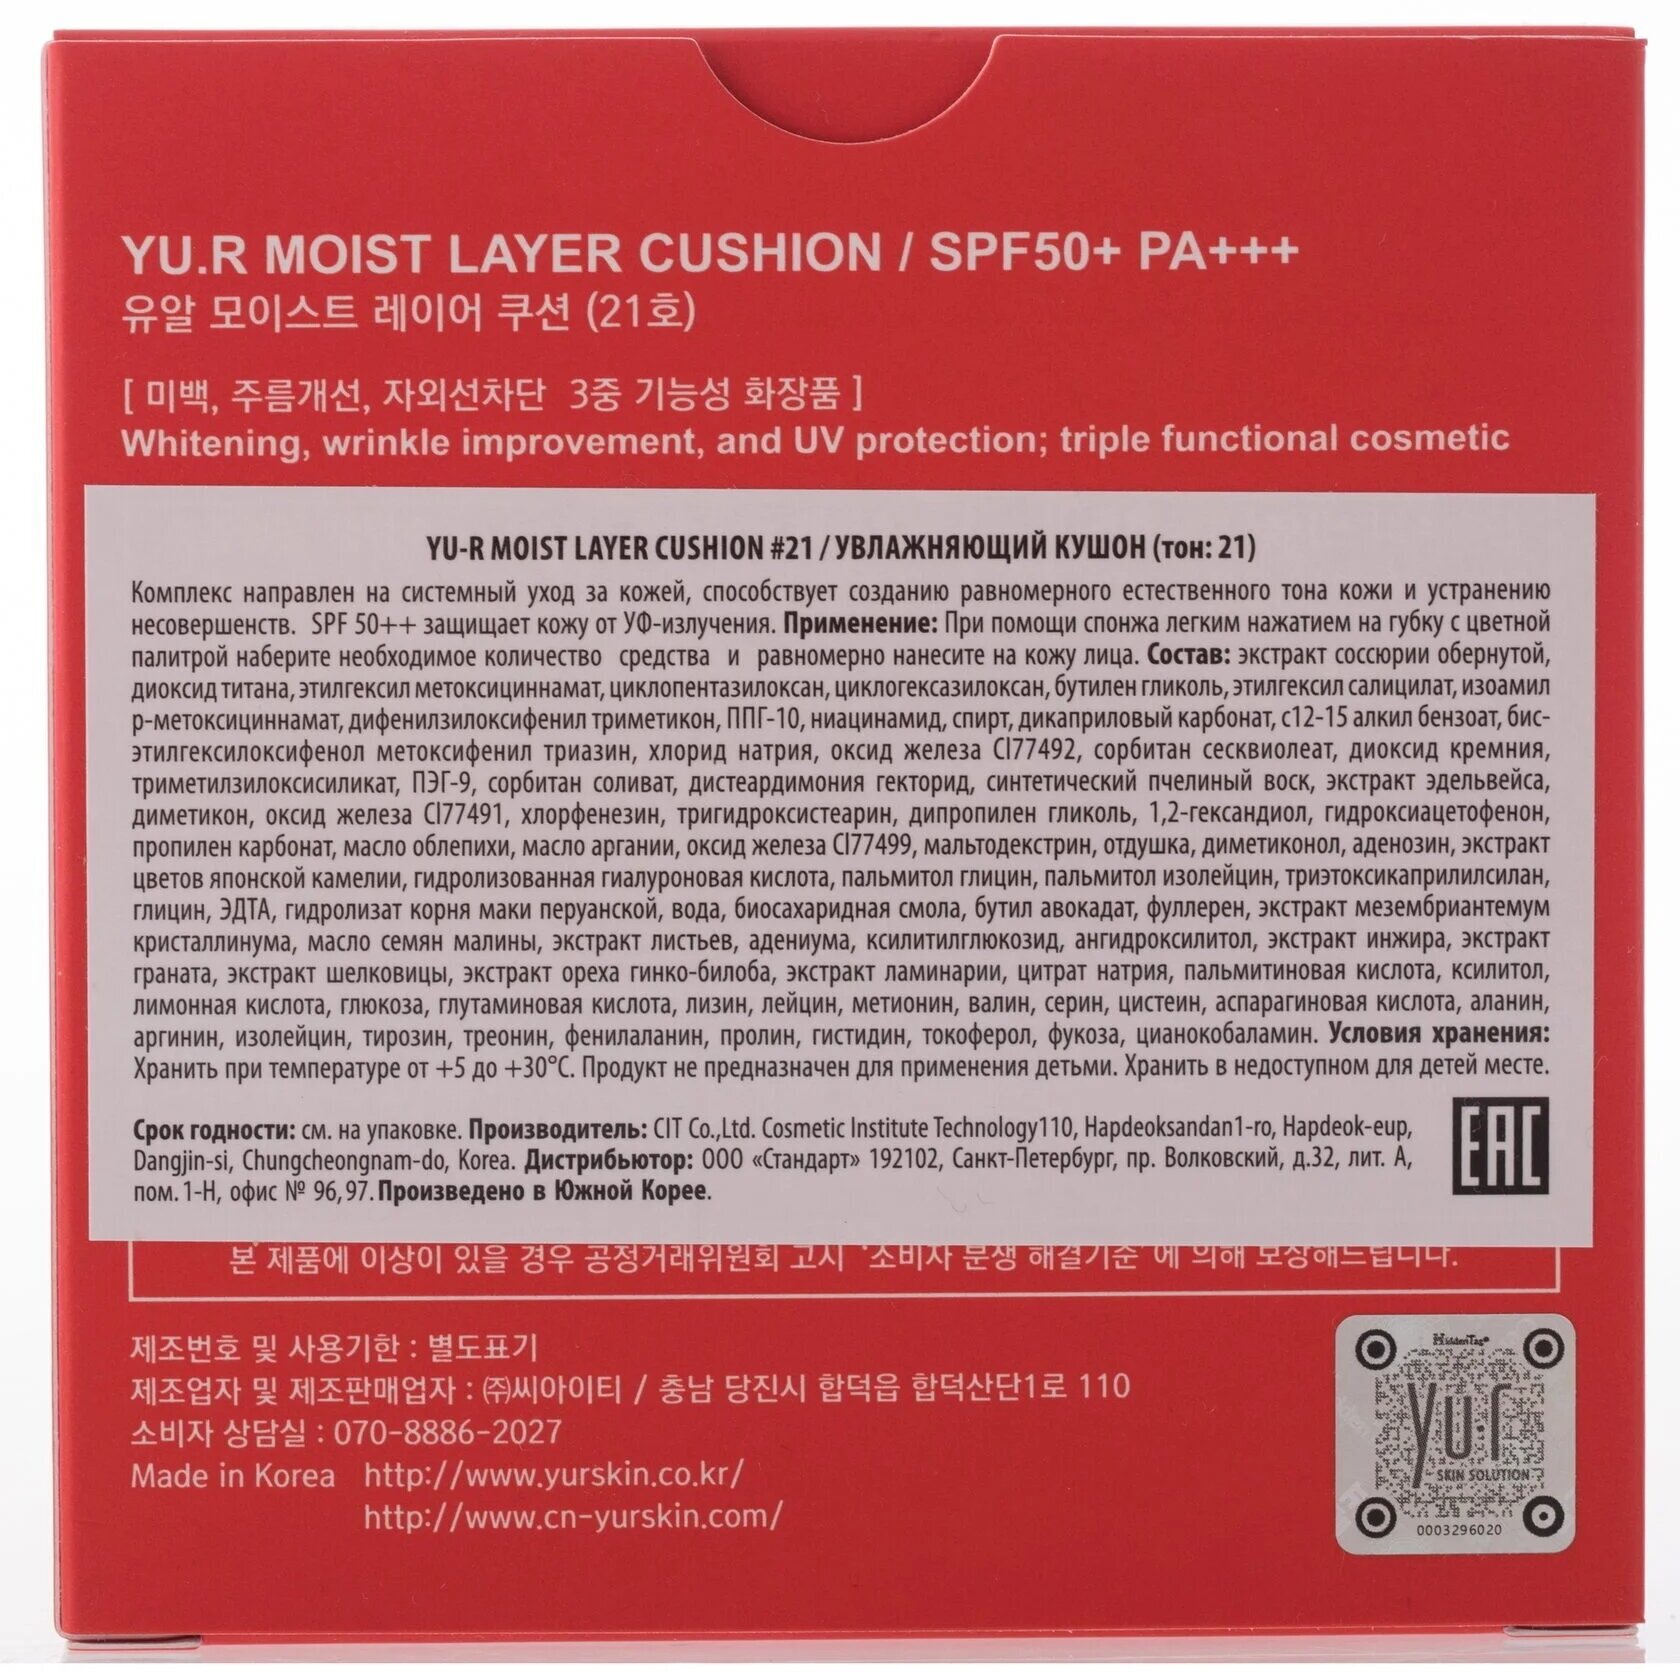 YU.R MOIST LAYER CUSHION / SPF50+ PA+++
유알 모이스트 레이어 쿠션 (21호)
[ 미백, 주름개선, 자외선차단 3중 기능성 화장품 ]
Whitening, wrinkle improvement, and UV protection; triple functional cosmetic
YU-R MOIST LAYER CUSHION #21 / УВЛАЖНЯЮЩИЙ КУШОН (тон: 21)
Комплекс направлен на системный уход за кожей, способствует созданию равномерного естественного тона кожи и устранению
несовершенств. SPF 50++ защищает кожу от УФ-излучения. Применение: При помощи спонжа легким нажатием на губку с цветной
палитрой наберите необходимое количество средства и равномерно нанесите на кожу лица. Состав: экстракт соссюрии обернутой,
диоксид титана, этилгексил метоксициннамат, циклопентазилоксан, циклогексазилоксан, бутилен гликоль, этилгексил салицилат, изоамил
р-метоксициннамат, дифенилзилоксифенил триметикон, ППГ-10, ниацинамид, спирт, дикаприловый карбонат, с12-15 алкил бензоат, бис-
этилгексилоксифенол метоксифенил триазин, хлорид натрия, оксид железа Cl77492, сорбитан сесквиолеат, диоксид кремния,
триметилзилоксисиликат, ПЭГ-9, сорбитан соливат, дистеардимония гекторид, синтетический пчелиный воск, экстракт эдельвейса,
диметикон, оксид железа Cl77491, хлорфенезин, тригидроксистеарин, дипропилен гликоль, 1,2-гександиол, гидроксиацетофенон,
пропилен карбонат, масло облепихи, масло аргании, оксид железа Cl77499, мальтодекстрин, отдушка, диметиконол, аденозин, экстракт
цветов японской камелии, гидролизованная гиалуроновая кислота, пальмитол глицин, пальмитол изолейцин, триэтоксикаприлилсилан,
глицин, ЭДТА, гидролизат корня маки перуанской, вода, биосахаридная смола, бутил авокадат, фуллерен, экстракт мезембриантемум
кристаллинума, масло семян малины, экстракт листьев, адениума, ксилитилглюкозид, ангидроксилитол, экстракт инжира, экстракт
граната, экстракт шелковицы, экстракт ореха гинко-билоба, экстракт ламинарии, цитрат натрия, пальмитиновая кислота, ксилитол,
лимонная кислота, глюкоза, глутаминовая кислота, лизин, лейцин, метионин, валин, серин, цистеин, аспарагиновая кислота, аланин,
аргинин, изолейцин, тирозин, треонин, фенилаланин, пролин, гистидин, токоферол, фукоза, цианокобаламин. Условия хранения:
Хранить при температуре от +5 до +30°С. Продукт не предназначен для применения детьми. Хранить в недоступном для детей месте.
Срок годности: см. на упаковке. Производитель: CIT Co.,Ltd. Cosmetic Institute Technology110, Hapdeoksandan1-ro, Hapdeok-eup,
Dangjin-si, Chungcheongnam-do, Korea. Дистрибьютор: ООО «Стандарт» 192102, Санкт-Петербург, пр. Волковский, д.32, лит. А,
пом. 1-Н, офис № 96,97. Произведено в Южной Корее.
EAC
본 제품에 이상이 있을 경우 공정거래위원회 고시 '소비자 분쟁 해결기준'에 의해 보상해드립니다.
제조번호 및 사용기한 : 별도표기
제조업자 및 제조판매업자 : ㈜씨아이티 / 충남 당진시 합덕읍 합덕산단1로 110
소비자 상담실 : 070-8886-2027
Made in Korea http://www.yurskin.co.kr/
http://www.cn-yurskin.com/
HiddenTag®
yu.r
SKIN SOLUTION
0003296020